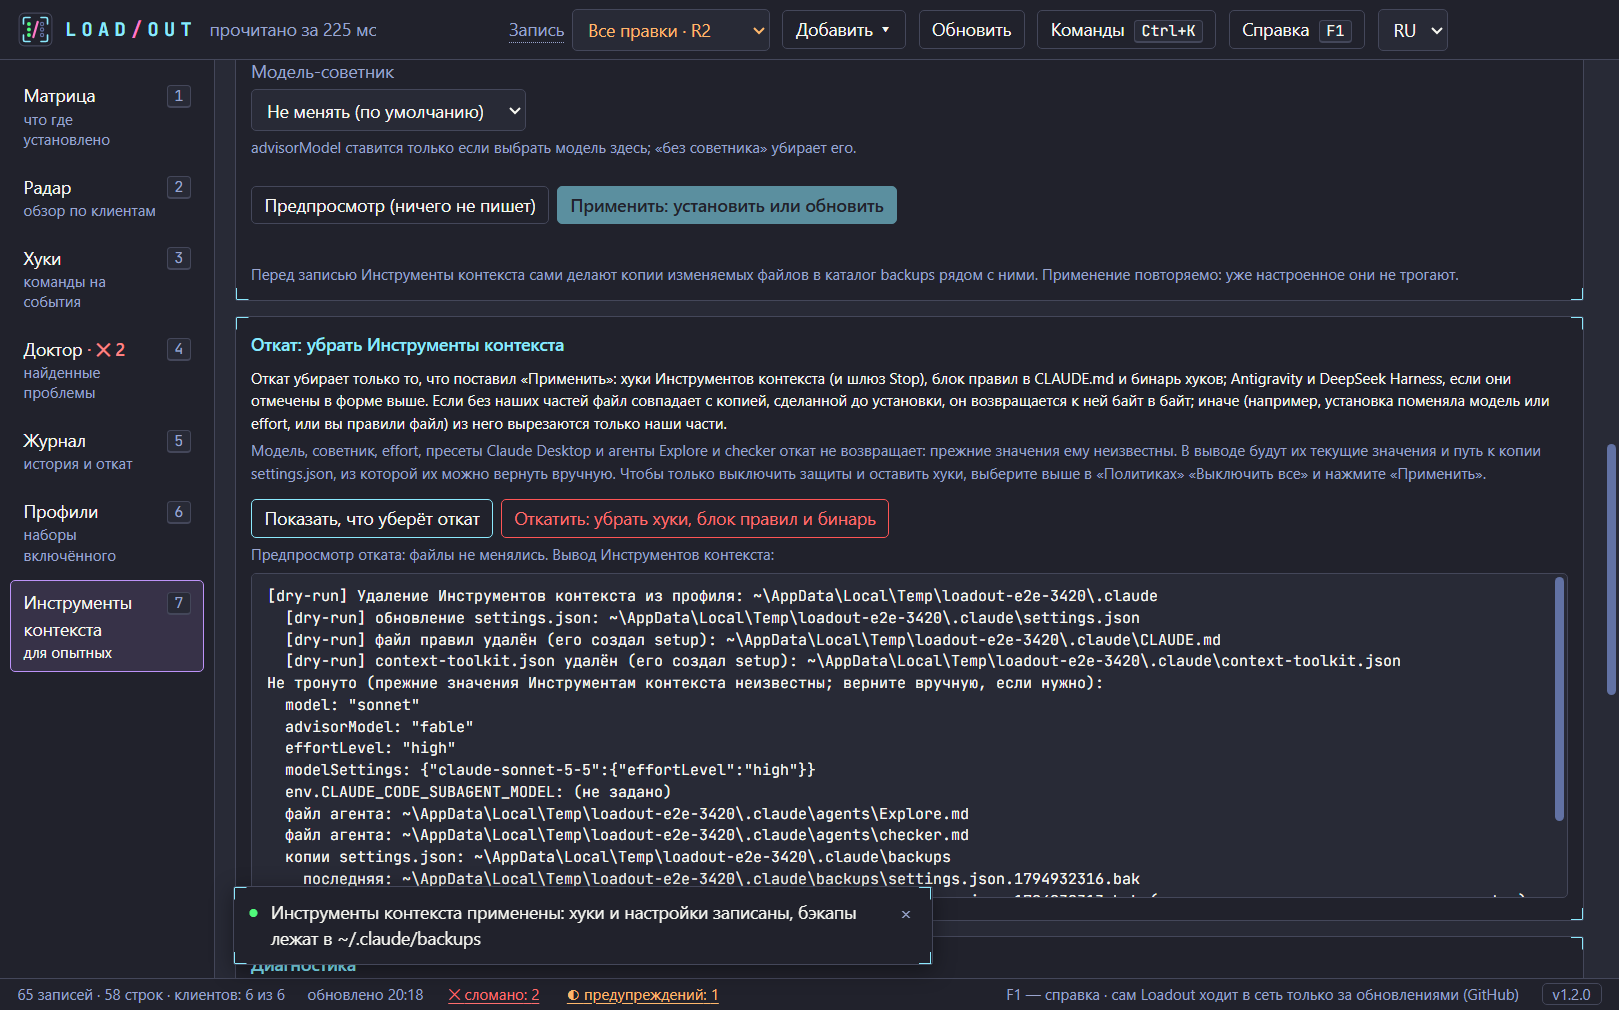 LOAD/OUT прочитано за 225 мс Запись Все правки · R2 Добавить ▾ Обновить Команды Ctrl+K Справка F1 RU
Матрица 1
что где
установлено
Радар 2
обзор по клиентам
Хуки 3
команды на
события
Доктор · ✕ 2 4
найденные
проблемы
Журнал 5
история и откат
Профили 6
наборы
включённого
Инструменты 7
контекста
для опытных
Модель-советник
Не менять (по умолчанию)
advisorModel ставится только если выбрать модель здесь; «без советника» убирает его.
Предпросмотр (ничего не пишет) Применить: установить или обновить
Перед записью Инструменты контекста сами делают копии изменяемых файлов в каталог backups рядом с ними. Применение повторяемо: уже настроенное они не трогают.
Откат: убрать Инструменты контекста
Откат убирает только то, что поставил «Применить»: хуки Инструментов контекста (и шлюз Stop), блок правил в CLAUDE.md и бинарь хуков; Antigravity и DeepSeek Harness, если они
отмечены в форме выше. Если без наших частей файл совпадает с копией, сделанной до установки, он возвращается к ней байт в байт; иначе (например, установка поменяла модель или
effort, или вы правили файл) из него вырезаются только наши части.
Модель, советник, effort, пресеты Claude Desktop и агенты Explore и checker откат не возвращает: прежние значения ему неизвестны. В выводе будут их текущие значения и путь к копии
settings.json, из которой их можно вернуть вручную. Чтобы только выключить защиты и оставить хуки, выберите выше в «Политиках» «Выключить все» и нажмите «Применить».
Показать, что уберёт откат Откатить: убрать хуки, блок правил и бинарь
Предпросмотр отката: файлы не менялись. Вывод Инструментов контекста:
[dry-run] Удаление Инструментов контекста из профиля: ~\AppData\Local\Temp\loadout-e2e-3420\.claude
[dry-run] обновление settings.json: ~\AppData\Local\Temp\loadout-e2e-3420\.claude\settings.json
[dry-run] файл правил удалён (его создал setup): ~\AppData\Local\Temp\loadout-e2e-3420\.claude\CLAUDE.md
[dry-run] context-toolkit.json удалён (его создал setup): ~\AppData\Local\Temp\loadout-e2e-3420\.claude\context-toolkit.json
Не тронуто (прежние значения Инструментам контекста неизвестны; верните вручную, если нужно):
model: "sonnet"
advisorModel: "fable"
effortLevel: "high"
modelSettings: {"claude-sonnet-5-5":{"effortLevel":"high"}}
env.CLAUDE_CODE_SUBAGENT_MODEL: (не задано)
файл агента: ~\AppData\Local\Temp\loadout-e2e-3420\.claude\agents\Explore.md
файл агента: ~\AppData\Local\Temp\loadout-e2e-3420\.claude\agents\checker.md
копии settings.json: ~\AppData\Local\Temp\loadout-e2e-3420\.claude\backups
последняя: ~\AppData\Local\Temp\loadout-e2e-3420\.claude\backups\settings.json.1794932316.bak
Инструменты контекста применены: хуки и настройки записаны, бэкапы
лежат в ~/.claude/backups
×
Диагностика
65 записей · 58 строк · клиентов: 6 из 6 обновлено 20:18 ✕ сломано: 2 ◐ предупреждений: 1 F1 — справка · сам Loadout ходит в сеть только за обновлениями (GitHub) v1.2.0